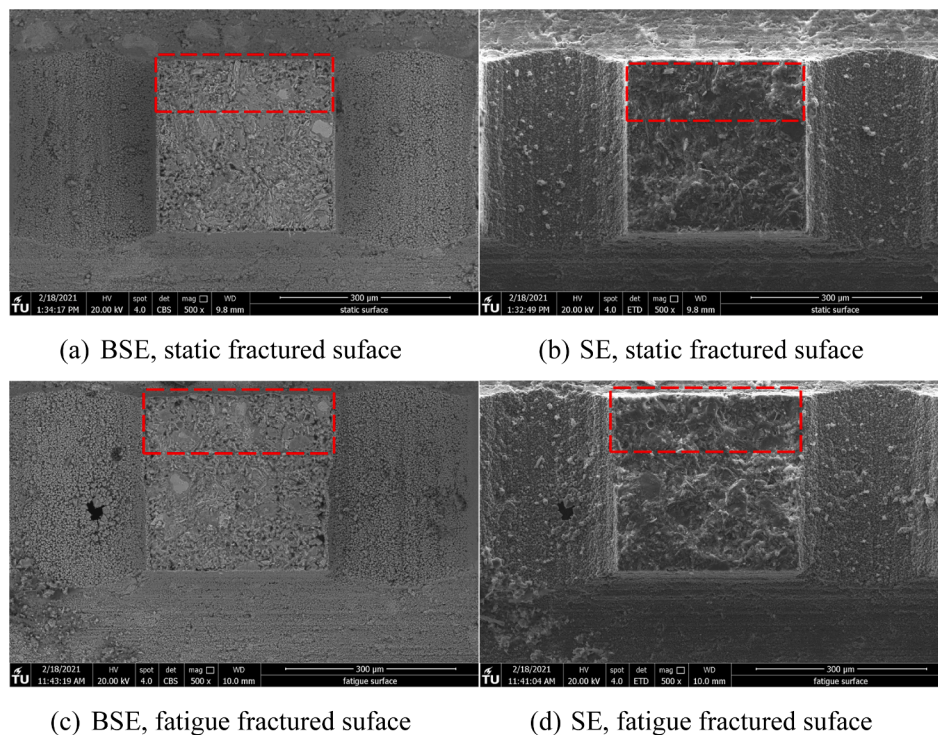 2/18/2021 HV spot det mag WD 300 μm
TU 1:34:17 PM 20.00 kV 4.0 CBS 500 x 9.8 mm static surface
2/18/2021 HV spot det mag WD 300 μm
TU 1:32:49 PM 20.00 kV 4.0 ETD 500 x 9.8 mm static surface
(a) BSE, static fractured suface
(b) SE, static fractured suface
2/18/2021 HV spot det mag WD 300 μm
TU 11:43:19 AM 20.00 kV 4.0 CBS 500 x 10.0 mm fatigue surface
2/18/2021 HV spot det mag WD 300 μm
TU 11:41:04 AM 20.00 kV 4.0 ETD 500 x 10.0 mm fatigue surface
(c) BSE, fatigue fractured suface
(d) SE, fatigue fractured suface